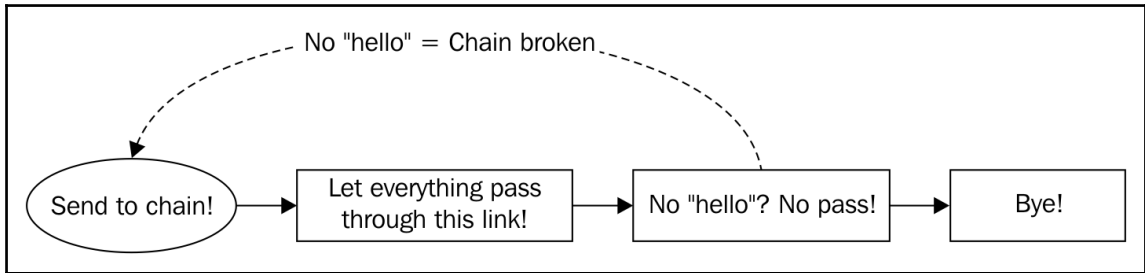 No "hello" = Chain broken
Send to chain!
Let everything pass
through this link!
No "hello"? No pass!
Bye!